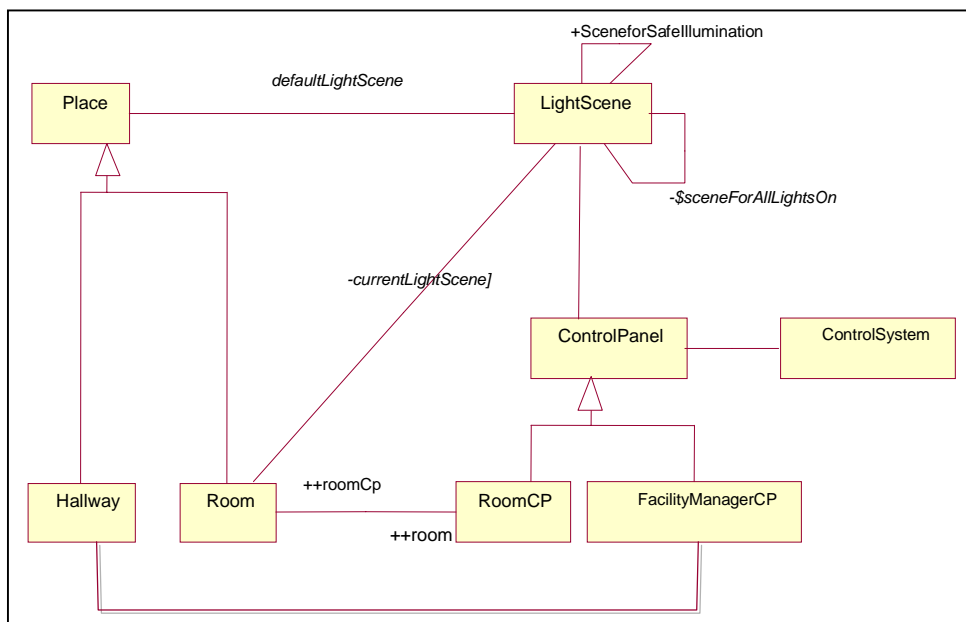 +SceneforSafeIllumination
defaultLightScene
Place
LightScene
-$sceneForAllLightsOn
-currentLightScene]
ControlPanel
ControlSystem
++roomCp
Hallway
Room
RoomCP
FacilityManagerCP
++room